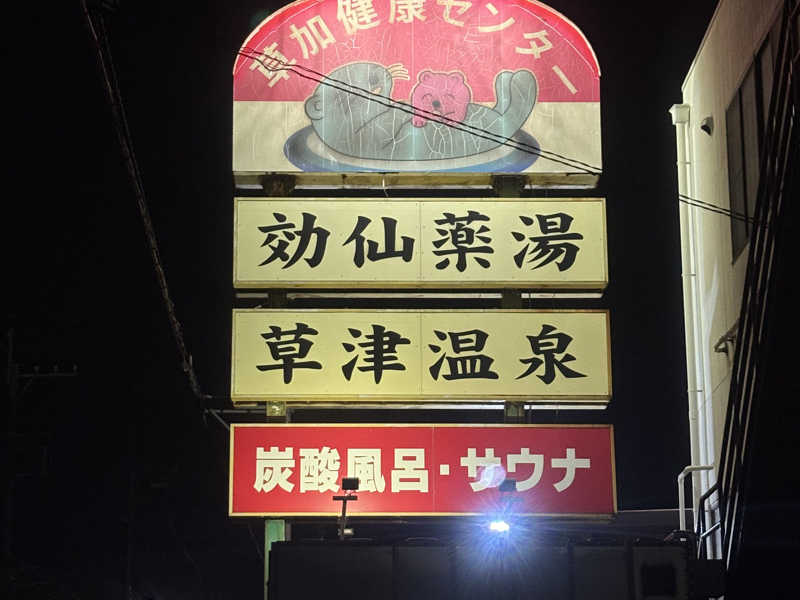 草加健康センター
効仙薬湯
草津温泉
炭酸風呂・サウナ